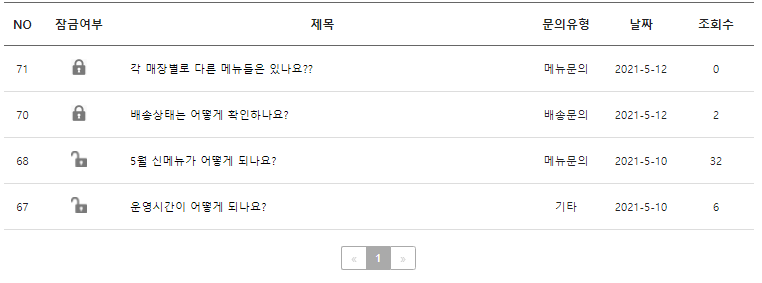 NO 잠금여부 제목 문의유형 날짜 조회수
71 각 매장별로 다른 메뉴들은 있나요?? 메뉴문의 2021-5-12 0
70 배송상태는 어떻게 확인하나요? 배송문의 2021-5-12 2
68 5월 신메뉴가 어떻게 되나요? 메뉴문의 2021-5-10 32
67 운영시간이 어떻게 되나요? 기타 2021-5-10 6
« 1 »